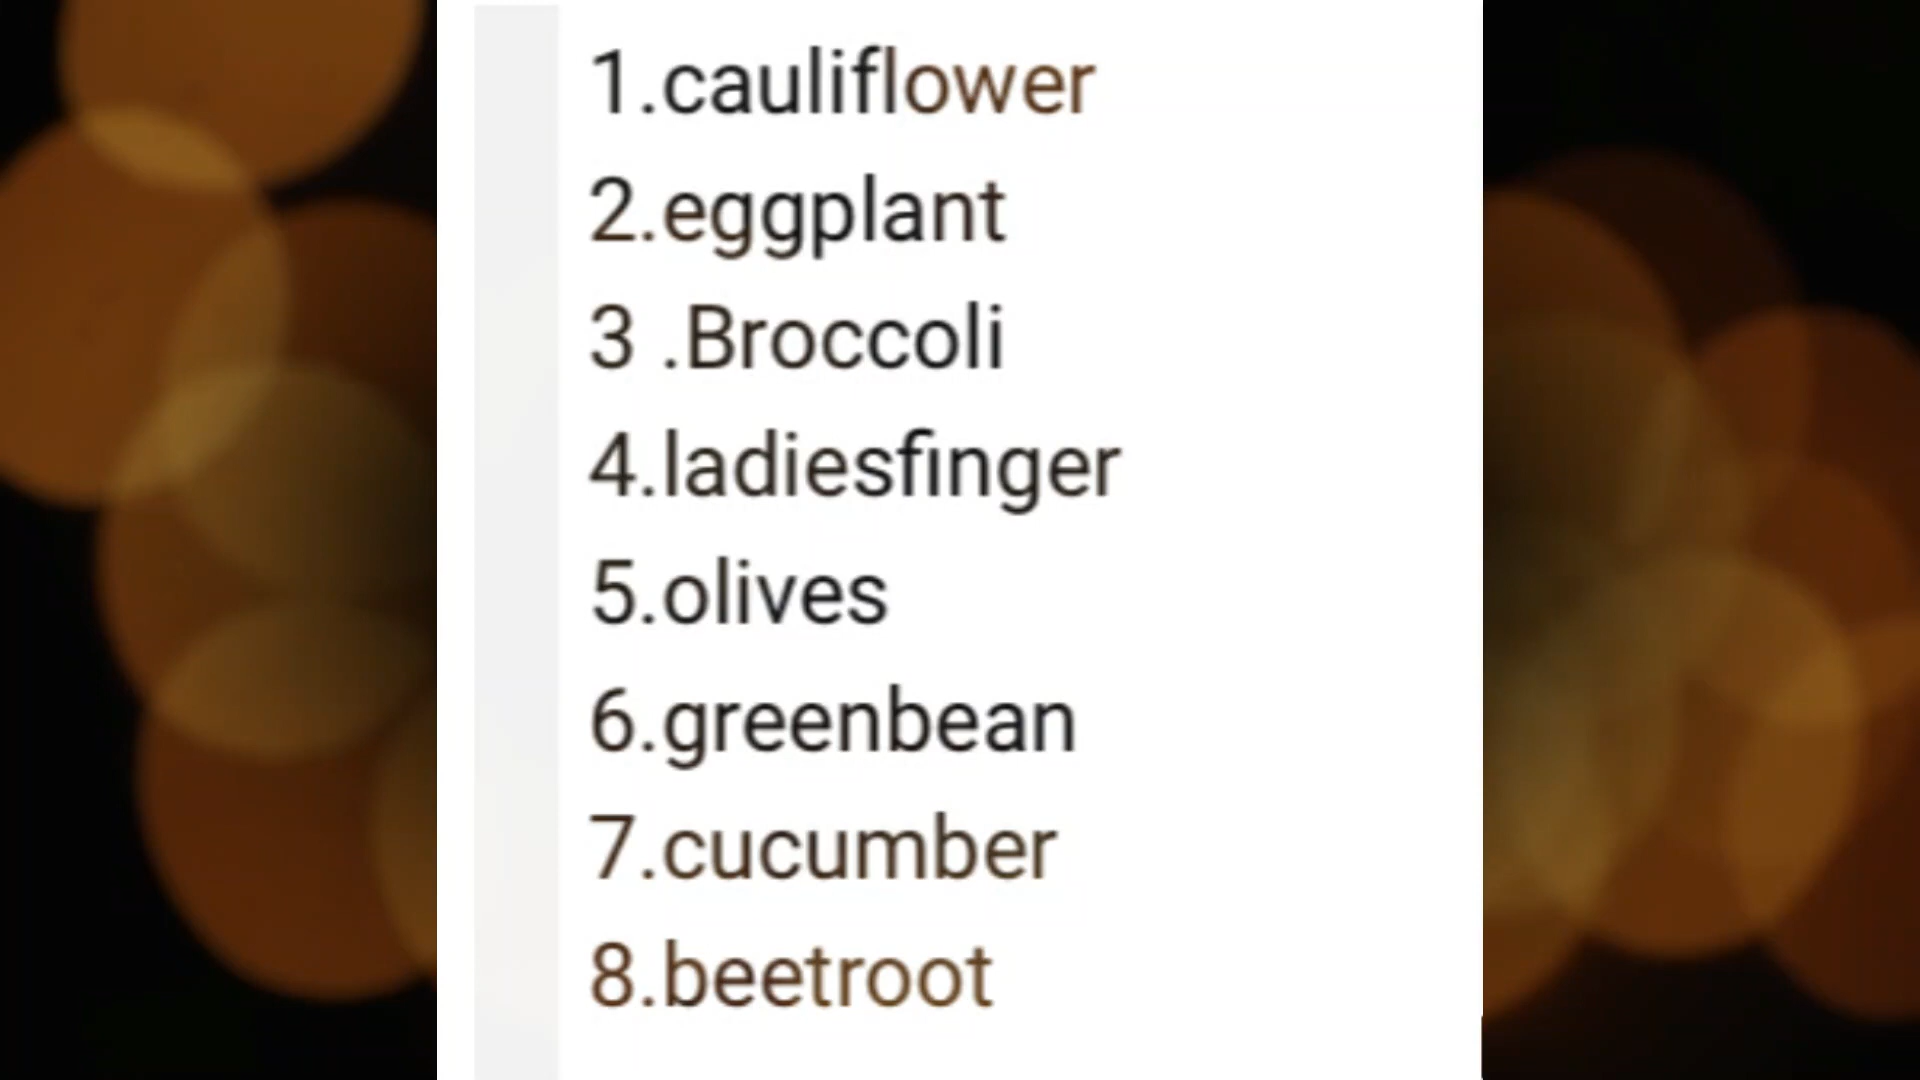 1.cauliflower
2.eggplant
3 .Broccoli
4.ladiesfinger
5.olives
6.greenbean
7.cucumber
8.beetroot